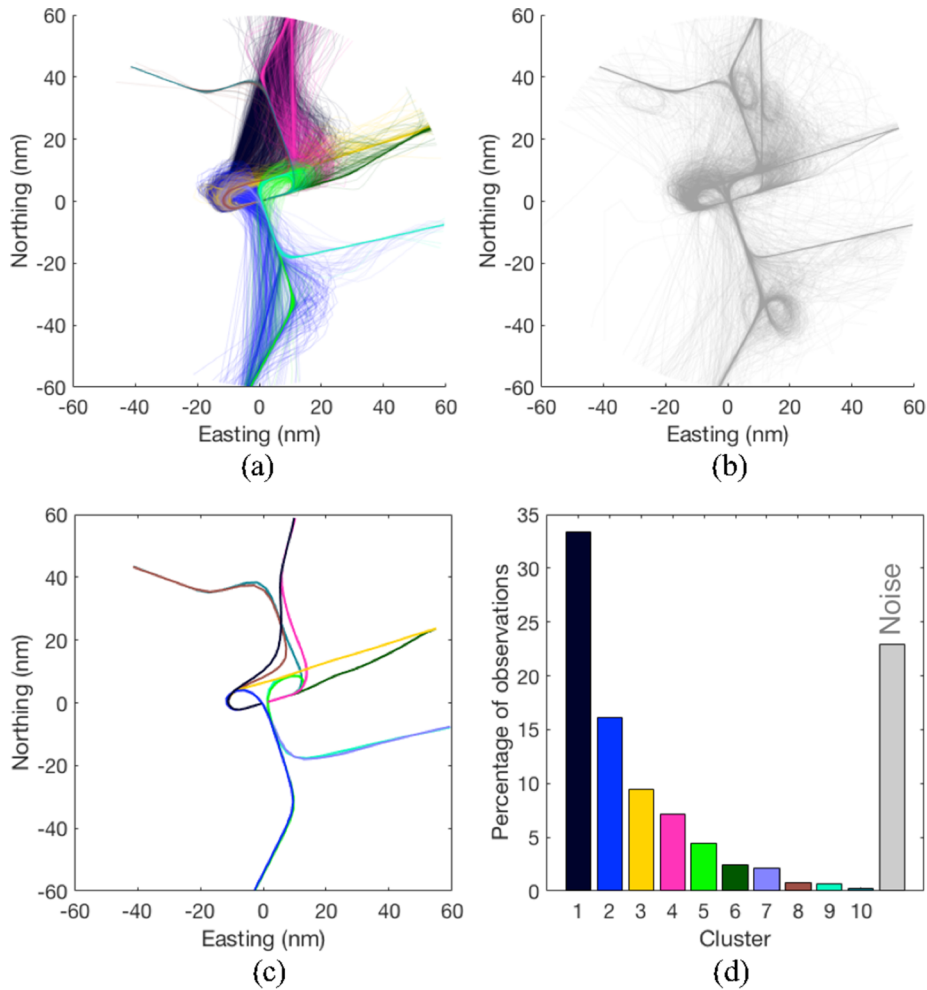 60
40
20
0
-20
-40
-60
Northing (nm)
-60 -40 -20 0 20 40 60
Easting (nm)
(a)
60
40
20
0
-20
-40
-60
Northing (nm)
-60 -40 -20 0 20 40 60
Easting (nm)
(b)
60
40
20
0
-20
-40
-60
Northing (nm)
-60 -40 -20 0 20 40 60
Easting (nm)
(c)
35
30
25
20
15
10
5
0
Percentage of observations
Noise
1 2 3 4 5 6 7 8 9 10
Cluster
(d)